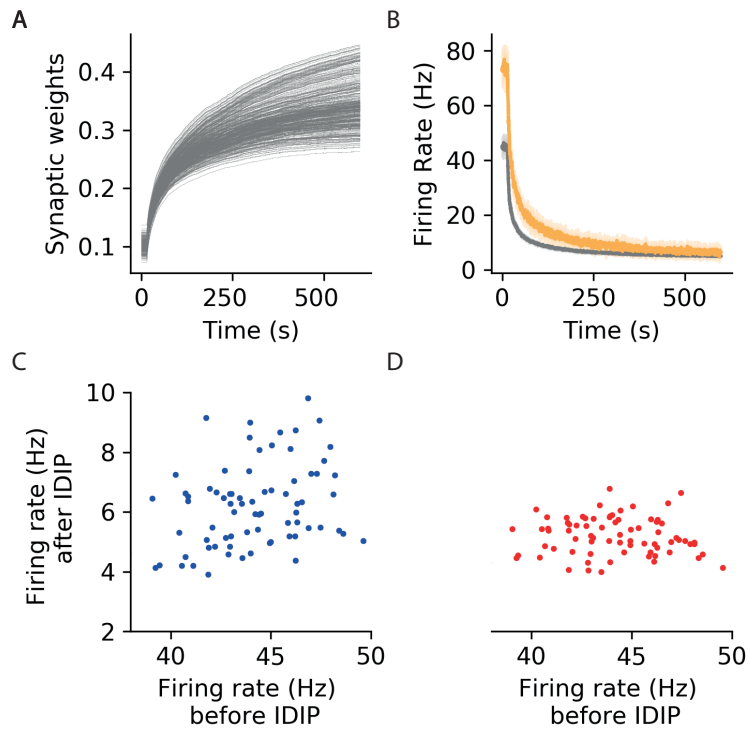 A
B
Synaptic weights
0.4
0.3
0.2
0.1
0
250
500
Time (s)
Firing Rate (Hz)
80
60
40
20
0
0
250
500
Time (s)
C
D
Firing rate (Hz)
after IDIP
10
8
6
4
2
40
45
50
Firing rate (Hz)
before IDIP
40
45
50
Firing rate (Hz)
before IDIP